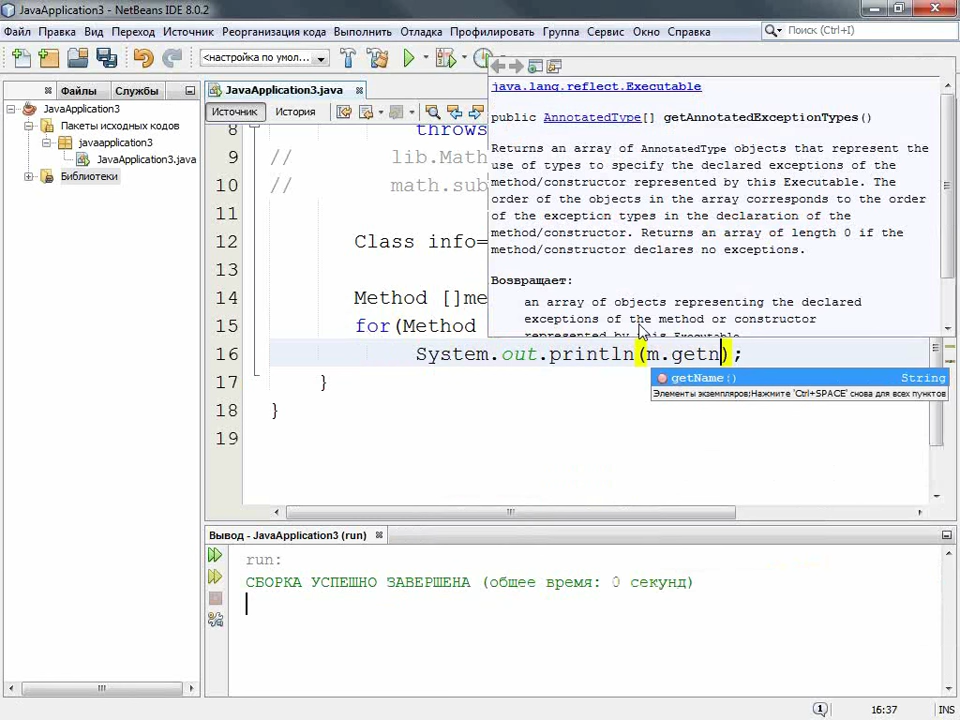 JavaApplication3 - NetBeans IDE 8.0.2
Файл Правка Вид Переход Источник Реорганизация кода Выполнить Отладка Профилировать Группа Сервис Окно Справка
Поиск (Ctrl+I)
<настройка по умол...
Файлы Службы
JavaApplication3.java
java.lang.reflect.Executable
JavaApplication3
Источник История
Пакеты исходных кодов
javaapplication3
JavaApplication3.java
Библиотеки
public AnnotatedType[] getAnnotatedExceptionTypes()
Returns an array of AnnotatedType objects that represent the
use of types to specify the declared exceptions of the
method/constructor represented by this Executable. The
order of the objects in the array corresponds to the order
of the exception types in the declaration of the
method/constructor. Returns an array of length 0 if the
method/constructor declares no exceptions.
Возвращает:
an array of objects representing the declared
exceptions of the method or constructor
represented by this Executable
8 throws
9 // lib.Math
10 // math.sub
11
12 Class info=
13
14 Method []me
15 for(Method
16 System.out.println(m.getn);
17 }
18 }
19
getName() String
Элементы экземпляров;Нажмите 'Ctrl+SPACE' снова для всех пунктов
Вывод - JavaApplication3 (run)
run:
СБОРКА УСПЕШНО ЗАВЕРШЕНА (общее время: 0 секунд)
1 16:37 INS